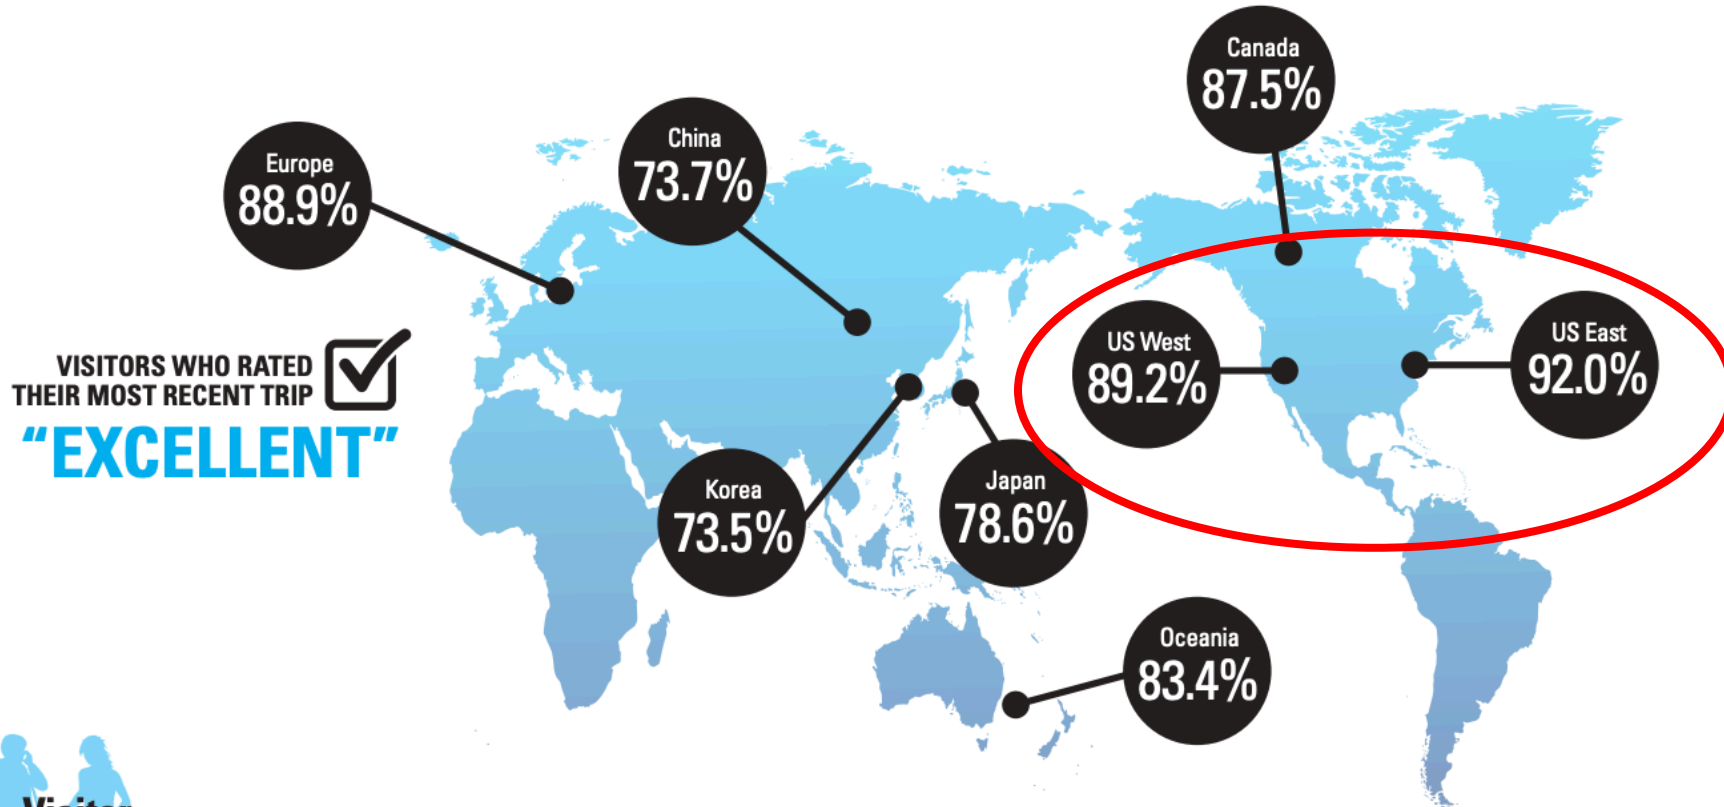 Canada
87.5%
China
73.7%
Europe
88.9%
US West
89.2%
US East
92.0%
VISITORS WHO RATED
THEIR MOST RECENT TRIP
“EXCELLENT”
Korea
73.5%
Japan
78.6%
Oceania
83.4%
Visitor